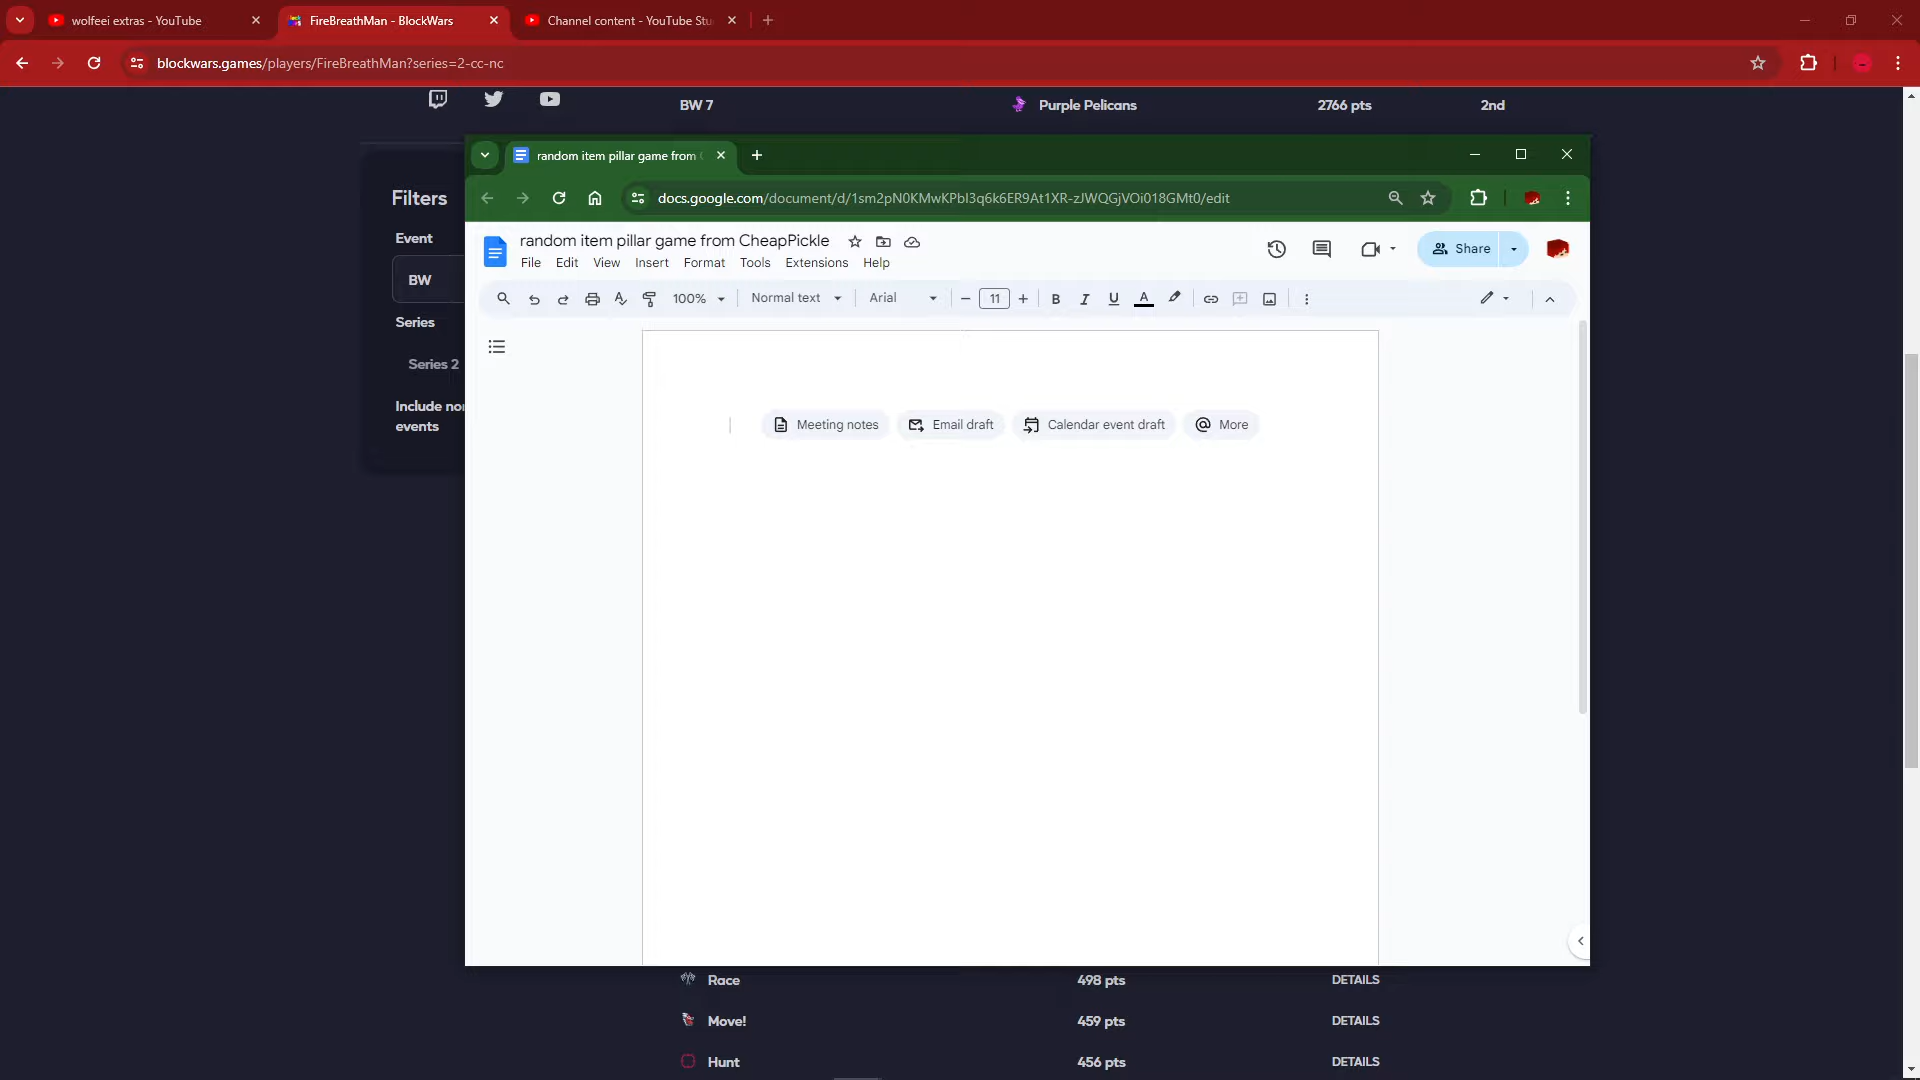 wolfeei extras - YouTube
FireBreathMan - BlockWars
Channel content - YouTube Stu
blockwars.games/players/FireBreathMan?series=2-cc-nc
BW 7 Purple Pelicans 2766 pts 2nd
random item pillar game from
docs.google.com/document/d/1sm2pN0KMwKPbI3q6k6ER9At1XR-zJWQGjVOi018GMt0/edit
Filters
Event
BW
Series
Series 2
Include non
events
random item pillar game from CheapPickle
File Edit View Insert Format Tools Extensions Help
Share
100% Normal text Arial 11 B I U A
Meeting notes Email draft Calendar event draft More
Race 498 pts DETAILS
Move! 459 pts DETAILS
Hunt 456 pts DETAILS